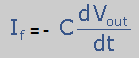 I_f = - C dV_out/dt